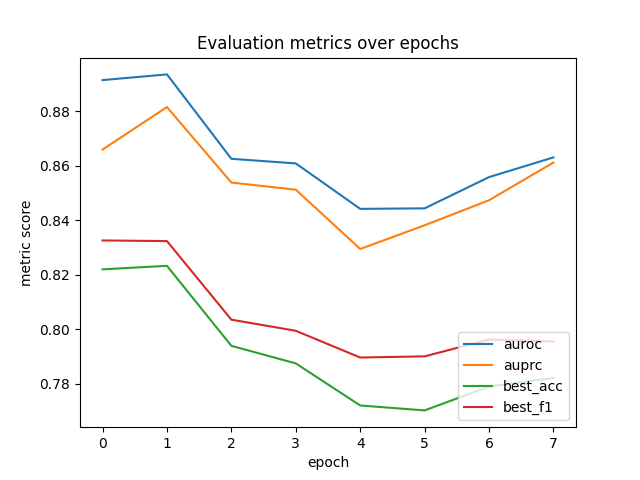 Evaluation metrics over epochs
metric score
0.88
0.86
0.84
0.82
0.80
0.78
auroc
auprc
best_acc
best_f1
0 1 2 3 4 5 6 7
epoch